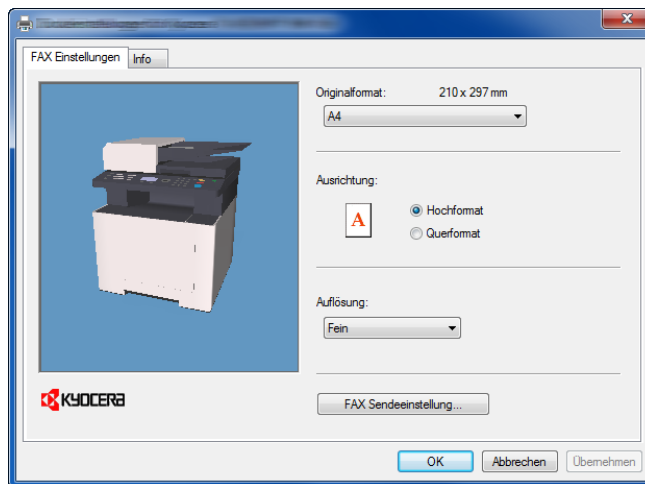 FAX Einstellungen
Info
Originalformat:
210 x 297 mm
A4
Ausrichtung:
A
Hochformat
Querformat
Auflösung:
Fein
KYOCERA
FAX Sendeeinstellung...
OK
Abbrechen
Übernehmen